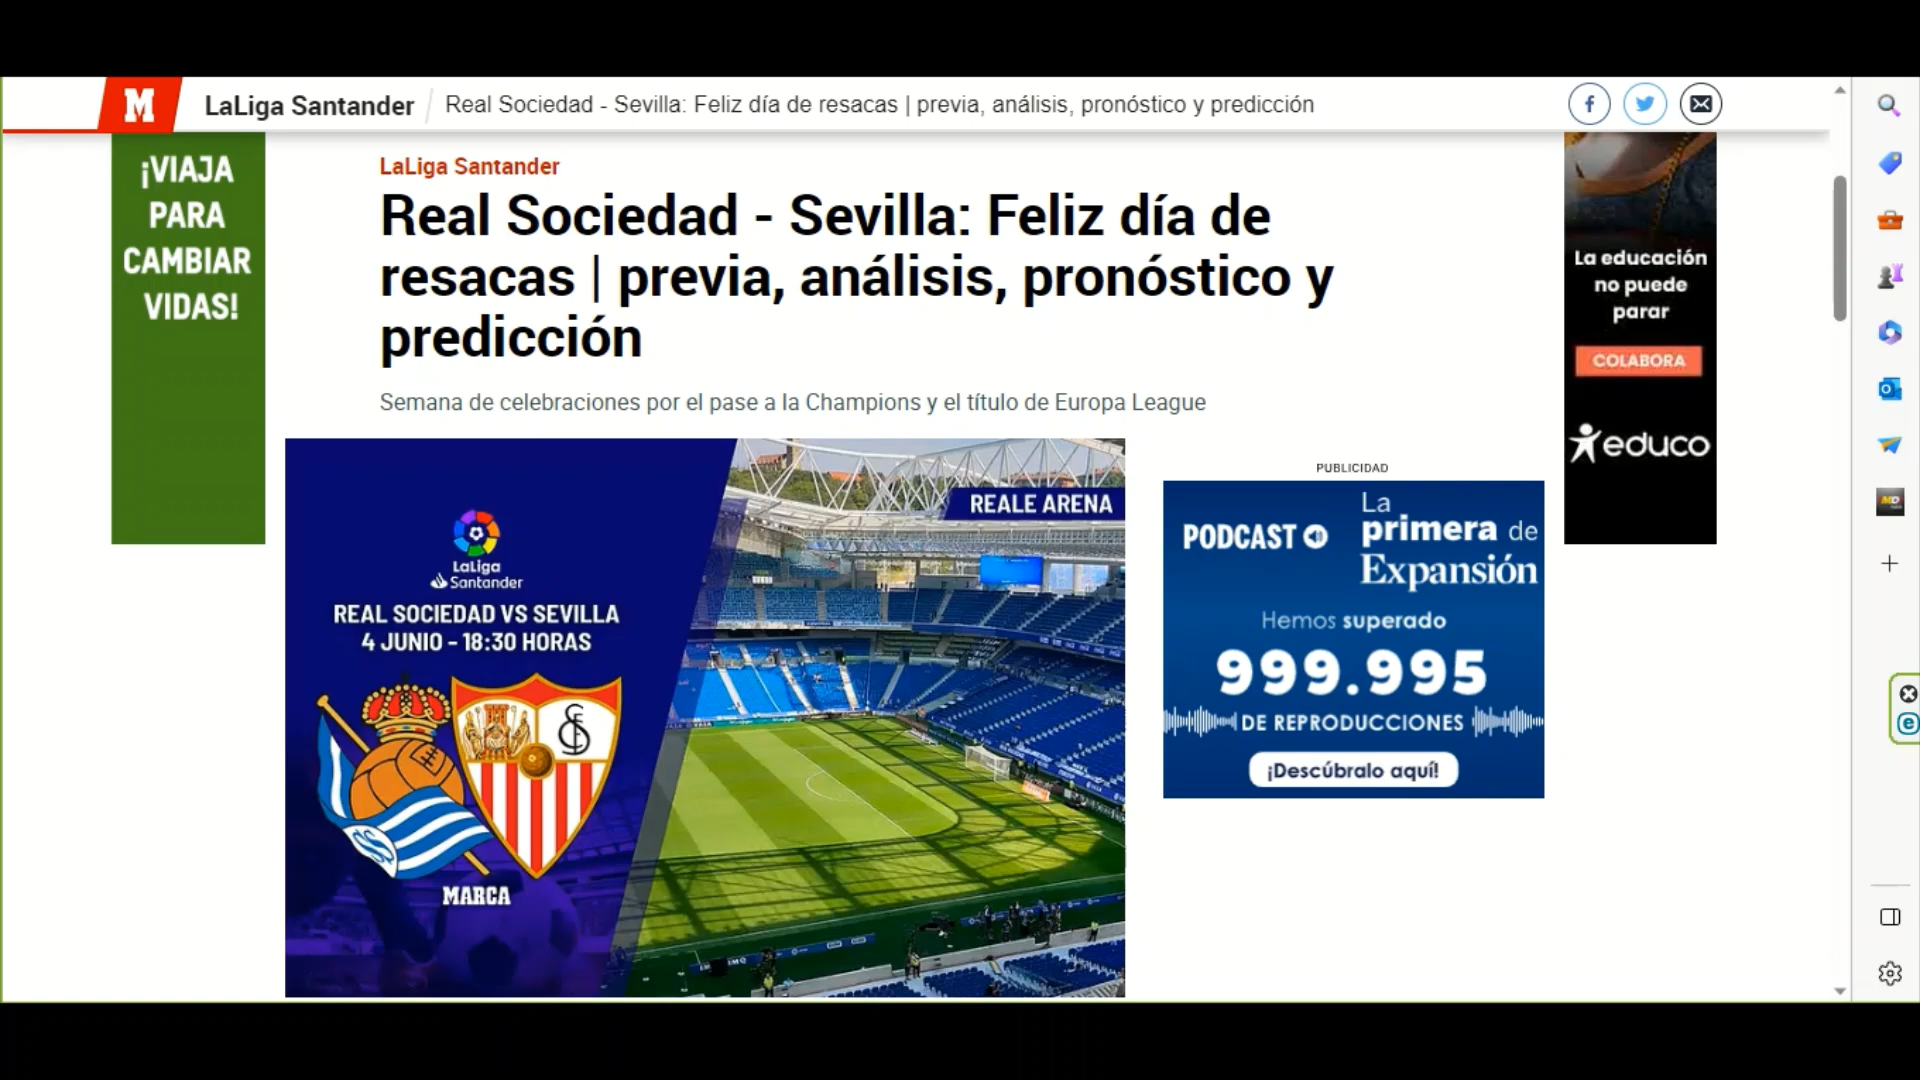 M
LaLiga Santander
Real Sociedad - Sevilla: Feliz día de resacas | previa, análisis, pronóstico y predicción
¡VIAJA
PARA
CAMBIAR
VIDAS!
LaLiga Santander
Real Sociedad - Sevilla: Feliz día de
resacas | previa, análisis, pronóstico y
predicción
Semana de celebraciones por el pase a la Champions y el título de Europa League
REALE ARENA
LaLiga
Santander
REAL SOCIEDAD VS SEVILLA
4 JUNIO - 18:30 HORAS
MARCA
PUBLICIDAD
PODCAST
La
primera de
Expansión
Hemos superado
999.995
DE REPRODUCCIONES
¡Descúbralo aquí!
La educación
no puede
parar
COLABORA
educo